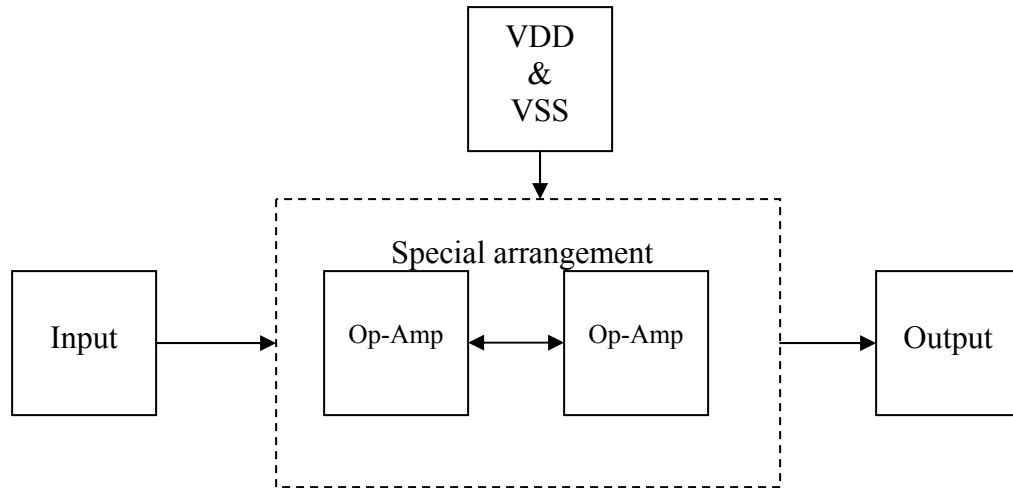 VDD
&
VSS
Special arrangement
Input
Op-Amp
Op-Amp
Output